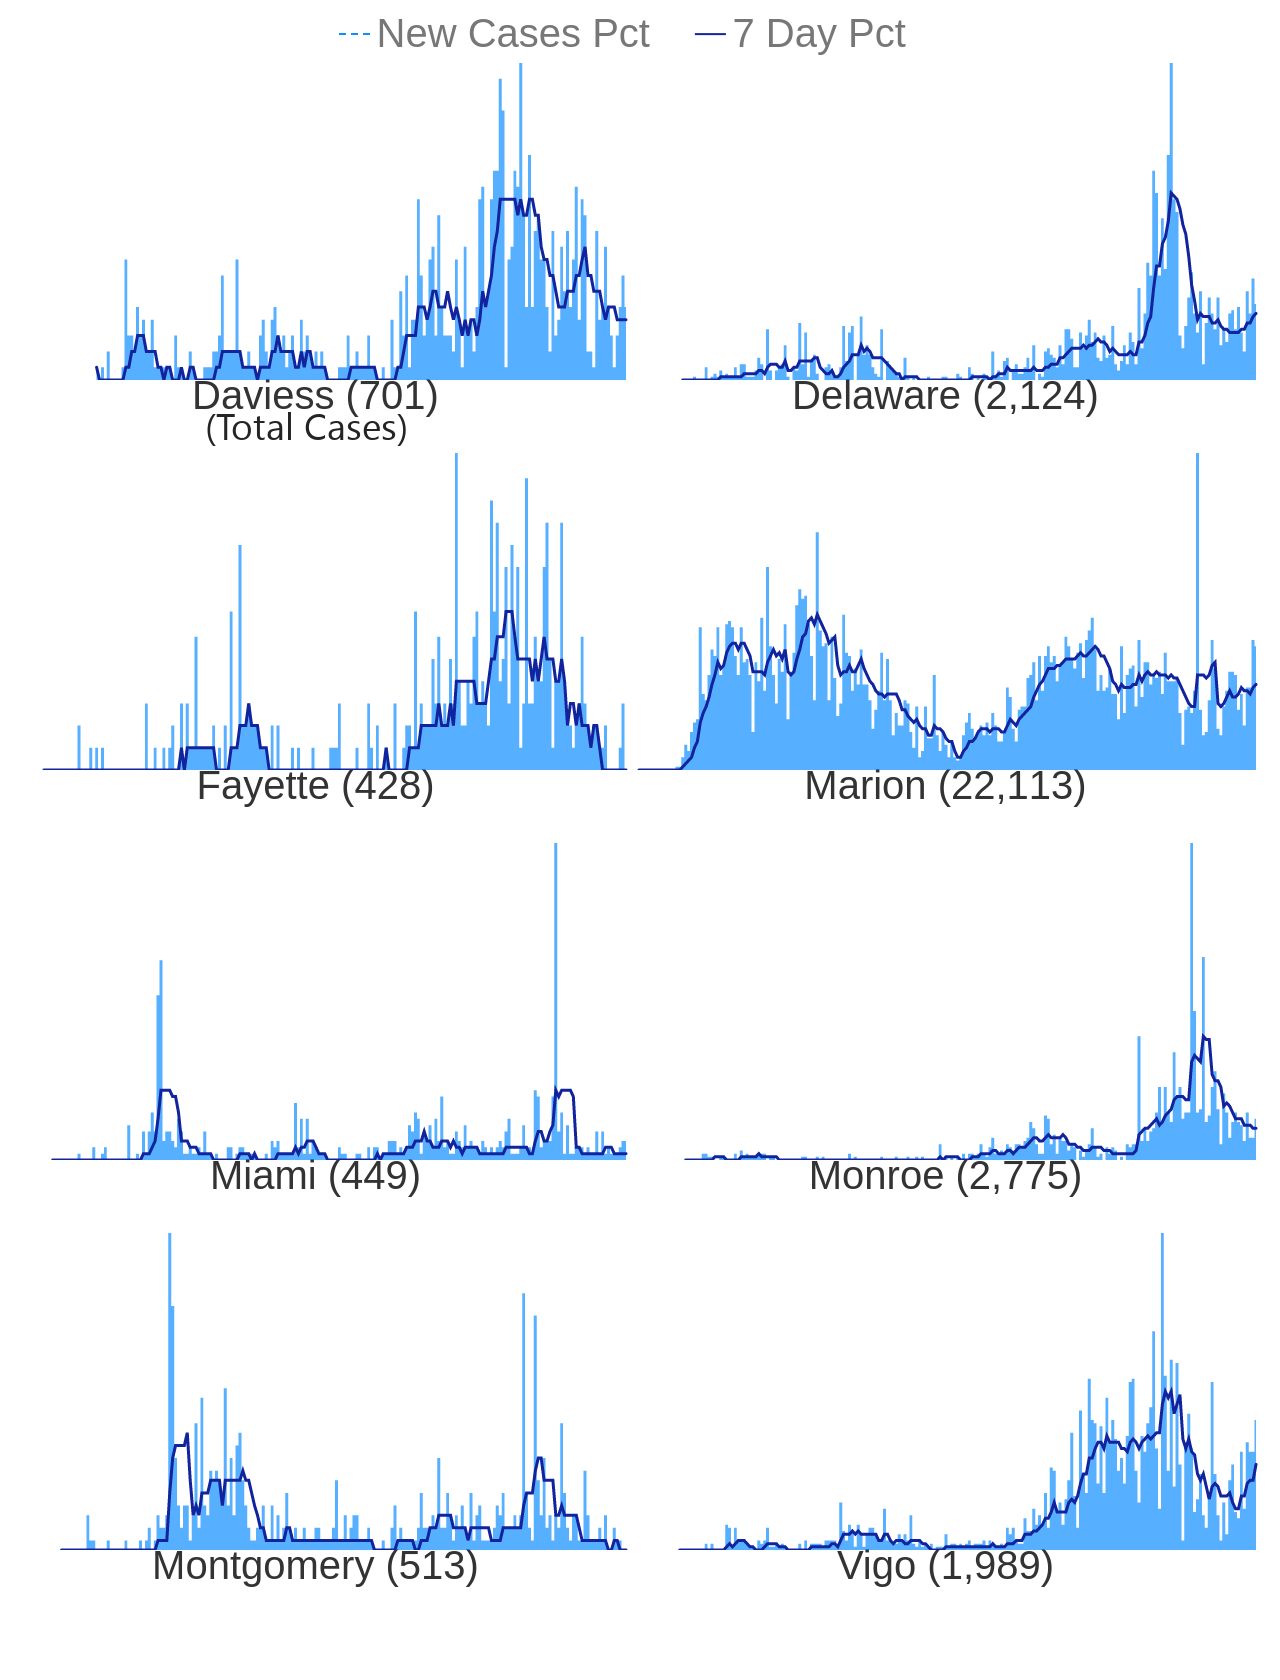 New Cases Pct 7 Day Pct
Daviess (701) Delaware (2,124)
(Total Cases)
Fayette (428) Marion (22,113)
Miami (449) Monroe (2,775)
Montgomery (513) Vigo (1,989)